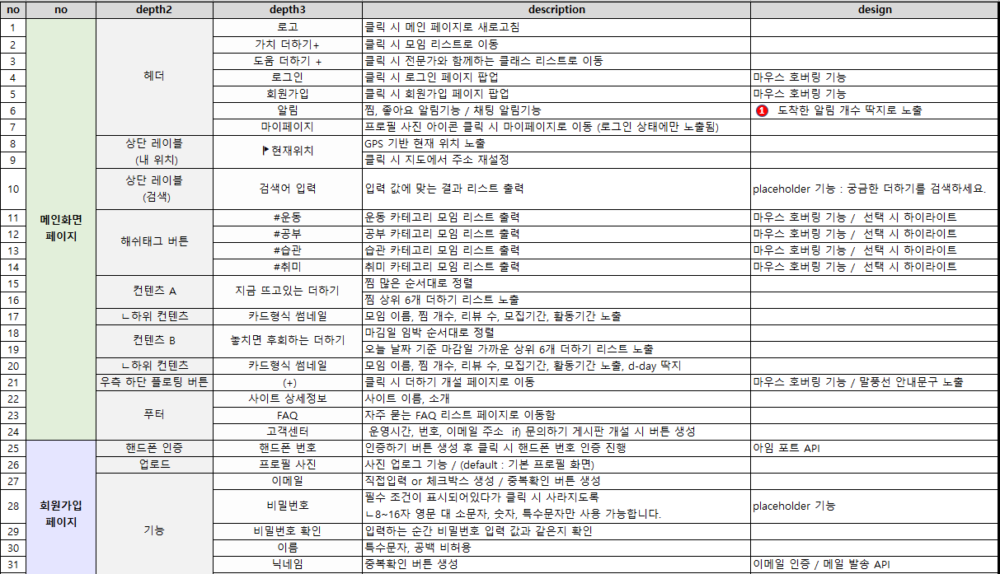 no no depth2 depth3 description design
1 로고 클릭 시 메인 페이지로 새로고침
2 가치 더하기+ 클릭 시 모임 리스트로 이동
3 도움 더하기 + 클릭 시 전문가와 함께하는 클래스 리스트로 이동
헤더
4 로그인 클릭 시 로그인 페이지 팝업 마우스 호버링 기능
5 회원가입 클릭 시 회원가입 페이지 팝업 마우스 호버링 기능
6 알림 찜, 좋아요 알림기능 / 채팅 알림기능 1 도착한 알림 개수 딱지로 노출
7 마이페이지 프로필 사진 아이콘 클릭 시 마이페이지로 이동 (로그인 상태에만 노출됨)
8 상단 레이블 GPS 기반 현재 위치 노출
현재위치
9 (내 위치) 클릭 시 지도에서 주소 재설정
상단 레이블
10 검색어 입력 입력 값에 맞는 결과 리스트 출력 placeholder 기능 : 궁금한 더하기를 검색하세요.
(검색)
11 #운동 운동 카테고리 모임 리스트 출력 마우스 호버링 기능 / 선택 시 하이라이트
메인화면
페이지
12 #공부 공부 카테고리 모임 리스트 출력 마우스 호버링 기능 / 선택 시 하이라이트
해쉬태그 버튼
13 #습관 습관 카테고리 모임 리스트 출력 마우스 호버링 기능 / 선택 시 하이라이트
14 #취미 취미 카테고리 모임 리스트 출력 마우스 호버링 기능 / 선택 시 하이라이트
15 찜 많은 순서대로 정렬
컨텐츠 A 지금 뜨고있는 더하기
16 찜 상위 6개 더하기 리스트 노출
17 ㄴ하위 컨텐츠 카드형식 썸네일 모임 이름, 찜 개수, 리뷰 수, 모집기간, 활동기간 노출
18 마김일 임박 순서대로 정렬
컨텐츠 B 놓치면 후회하는 더하기
19 오늘 날짜 기준 마감일 가까운 상위 6개 더하기 리스트 노출
20 ㄴ하위 컨텐츠 카드형식 썸네일 모임 이름, 찜 개수, 리뷰 수, 모집기간, 활동기간 노출, d-day 딱지
21 우측 하단 플로팅 버튼 (+) 클릭 시 더하기 개설 페이지로 이동 마우스 호버링 기능 / 말풍선 안내문구 노출
22 사이트 상세정보 사이트 이름, 소개
23 푸터 FAQ 자주 묻는 FAQ 리스트 페이지로 이동함
24 고객센터 운영시간, 번호, 이메일 주소 if) 문의하기 게시판 개설 시 버튼 생성
25 핸드폰 인증 핸드폰 번호 인증하기 버튼 생성 후 클릭 시 핸드폰 번호 인증 진행 아임 포트 API
26 업로드 프로필 사진 사진 업로그 기능 / (default : 기본 프로필 화면)
27 이메일 직접입력 or 체크박스 생성 / 중복확인 버튼 생성
회원가입
페이지
필수 조건이 표시되어있다가 클릭 시 사라지도록
28 비밀번호 placeholder 기능
ㄴ8~16자 영문 대 소문자, 숫자, 특수문자만 사용 가능합니다.
29 기능 비밀번호 확인 입력하는 순간 비밀번호 입력 값과 같은지 확인
30 이름 특수문자, 공백 비허용
31 닉네임 중복확인 버튼 생성 이메일 인증 / 메일 발송 API